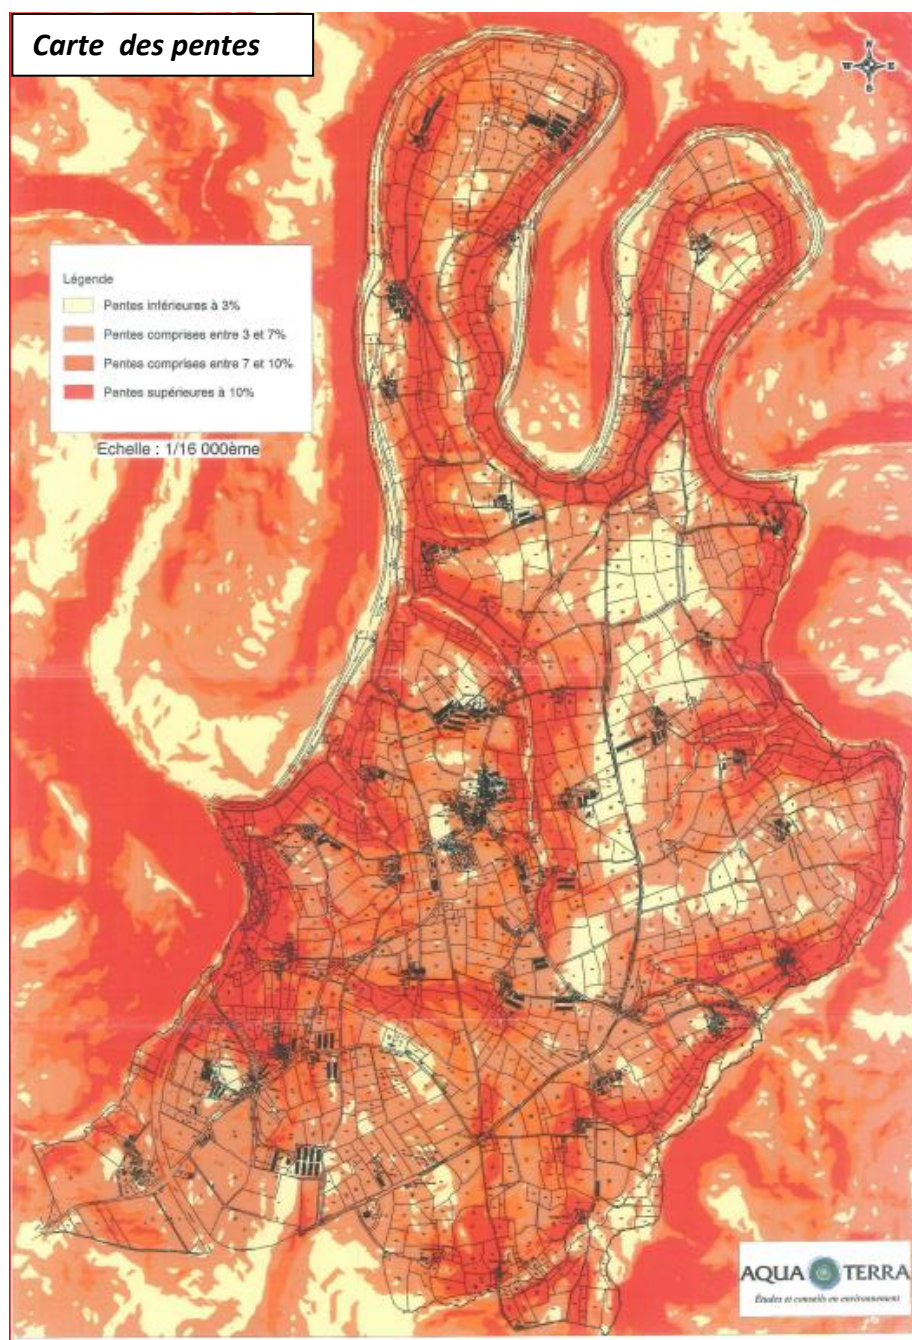 Carte des pentes
N
W E
S
Légende
Pentes inférieures à 3%
Pentes comprises entre 3 et 7%
Pentes comprises entre 7 et 10%
Pentes supérieures à 10%
Echelle : 1/16 000ème
AQUA TERRA
Études et conseils en environnement